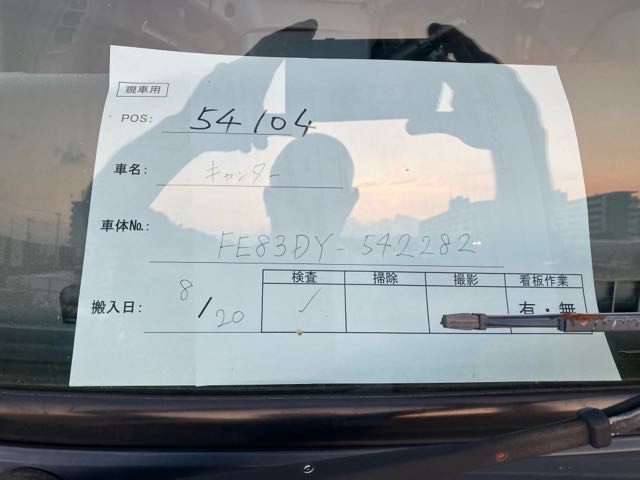 現車用
POS: 54104
車名: キャンター
車体No.: FE83DY-542282
検査 掃除 撮影 看板作業
搬入日: 8/20 ✓ 有・無